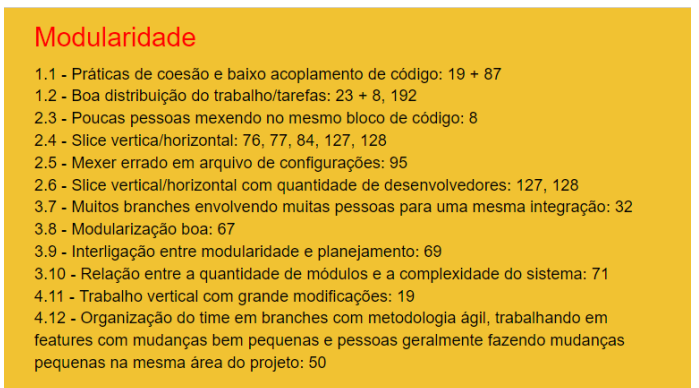 Modularidade
1.1 - Práticas de coesão e baixo acoplamento de código: 19 + 87
1.2 - Boa distribuição do trabalho/tarefas: 23 + 8, 192
2.3 - Poucas pessoas mexendo no mesmo bloco de código: 8
2.4 - Slice vertica/horizontal: 76, 77, 84, 127, 128
2.5 - Mexer errado em arquivo de configurações: 95
2.6 - Slice vertical/horizontal com quantidade de desenvolvedores: 127, 128
3.7 - Muitos branches envolvendo muitas pessoas para uma mesma integração: 32
3.8 - Modularização boa: 67
3.9 - Interligação entre modularidade e planejamento: 69
3.10 - Relação entre a quantidade de módulos e a complexidade do sistema: 71
4.11 - Trabalho vertical com grande modificações: 19
4.12 - Organização do time em branches com metodologia ágil, trabalhando em
features com mudanças bem pequenas e pessoas geralmente fazendo mudanças
pequenas na mesma área do projeto: 50